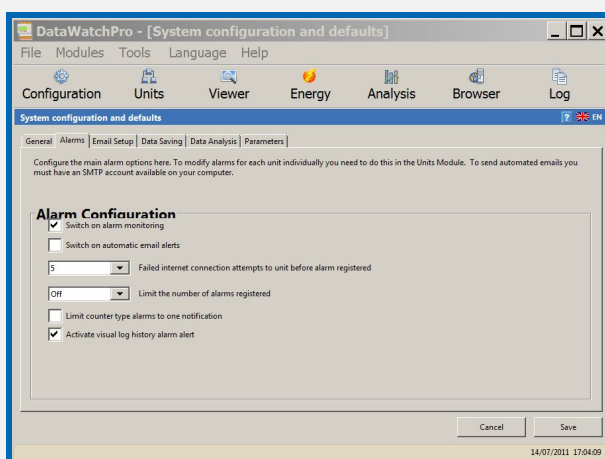 DataWatchPro - [System configuration and defaults]
File Modules Tools Language Help
Configuration Units Viewer Energy Analysis Browser Log
System configuration and defaults ? EN
General Alarms Email Setup Data Saving Data Analysis Parameters
Configure the main alarm options here. To modify alarms for each unit individually you need to do this in the Units Module. To send automated emails you
must have an SMTP account available on your computer.
Alarm Configuration
Switch on alarm monitoring
Switch on automatic email alerts
5 Failed internet connection attempts to unit before alarm registered
Off Limit the number of alarms registered
Limit counter type alarms to one notification
Activate visual log history alarm alert
Cancel Save
14/07/2011 17:04:09